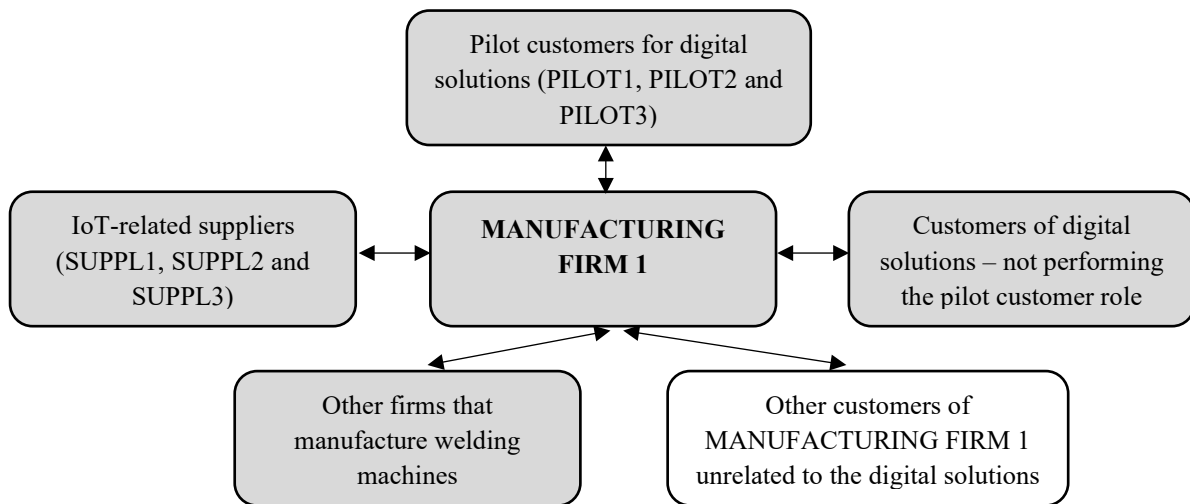 Pilot customers for digital
solutions (PILOT1, PILOT2 and
PILOT3)
IoT-related suppliers
(SUPPL1, SUPPL2 and
SUPPL3)
MANUFACTURING
FIRM 1
Customers of digital
solutions – not performing
the pilot customer role
Other firms that
manufacture welding
machines
Other customers of
MANUFACTURING FIRM 1
unrelated to the digital solutions